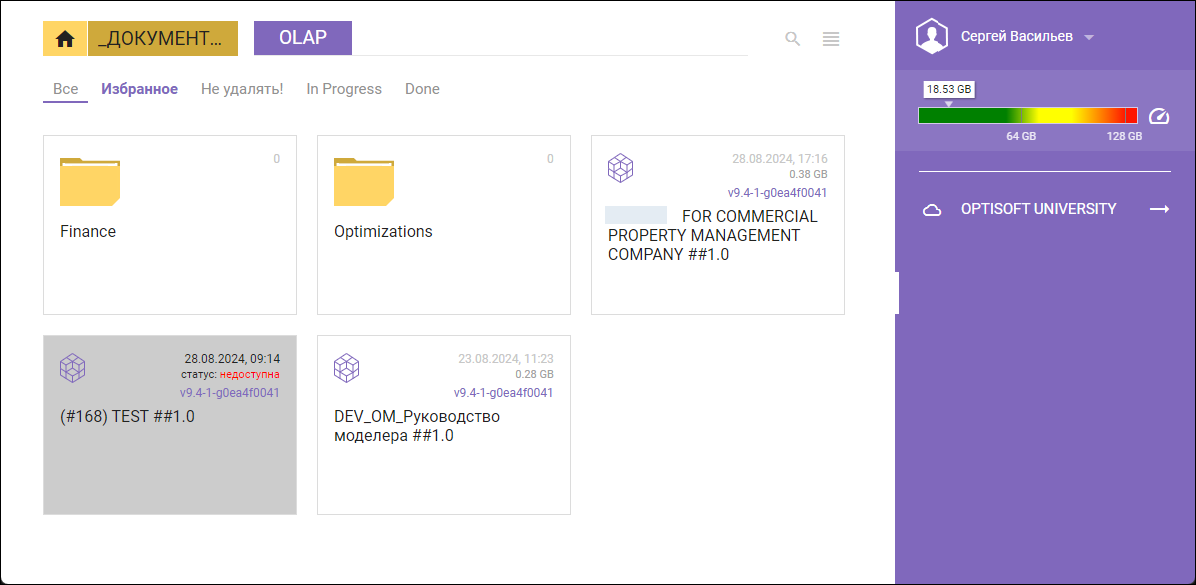 _ДОКУМЕНТ...
OLAP
Все
Избранное
Не удалять!
In Progress
Done
0
Finance
0
Optimizations
28.08.2024, 17:16
0.38 GB
v9.4-1-g0ea4f0041
FOR COMMERCIAL
PROPERTY MANAGEMENT
COMPANY ##1.0
28.08.2024, 09:14
статус: недоступна
v9.4-1-g0ea4f0041
(#168) TEST ##1.0
23.08.2024, 11:23
0.28 GB
v9.4-1-g0ea4f0041
DEV_OM_Руководство
моделера ##1.0
Сергей Васильев
18.53 GB
64 GB
128 GB
OPTISOFT UNIVERSITY